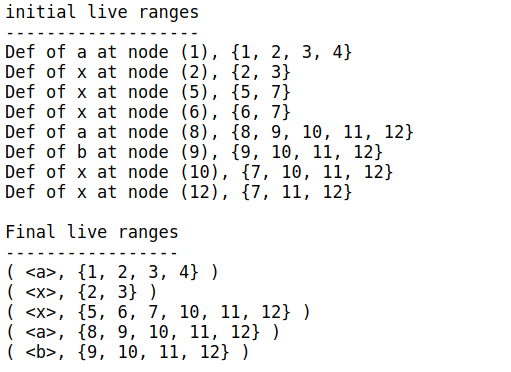 initial live ranges
-------------------
Def of a at node (1), {1, 2, 3, 4}
Def of x at node (2), {2, 3}
Def of x at node (5), {5, 7}
Def of x at node (6), {6, 7}
Def of a at node (8), {8, 9, 10, 11, 12}
Def of b at node (9), {9, 10, 11, 12}
Def of x at node (10), {7, 10, 11, 12}
Def of x at node (12), {7, 11, 12}

Final live ranges
-----------------
( <a>, {1, 2, 3, 4} )
( <x>, {2, 3} )
( <x>, {5, 6, 7, 10, 11, 12} )
( <a>, {8, 9, 10, 11, 12} )
( <b>, {9, 10, 11, 12} )